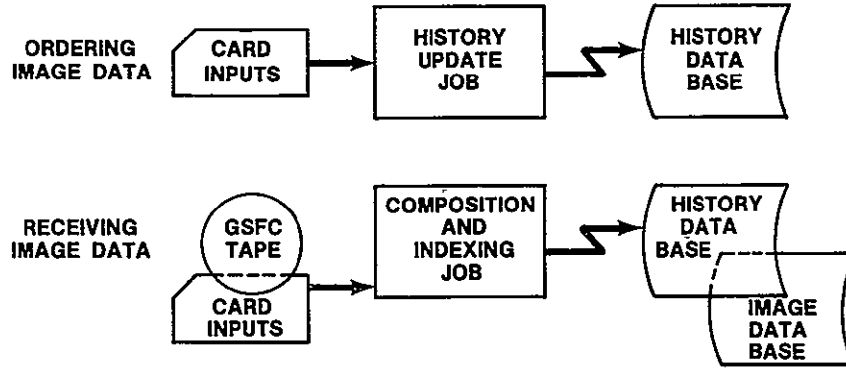 ORDERING
IMAGE DATA
CARD
INPUTS
HISTORY
UPDATE
JOB
HISTORY
DATA
BASE
RECEIVING
IMAGE DATA
GSFC
TAPE
CARD
INPUTS
COMPOSITION
AND
INDEXING
JOB
HISTORY
DATA
BASE
IMAGE
DATA
BASE